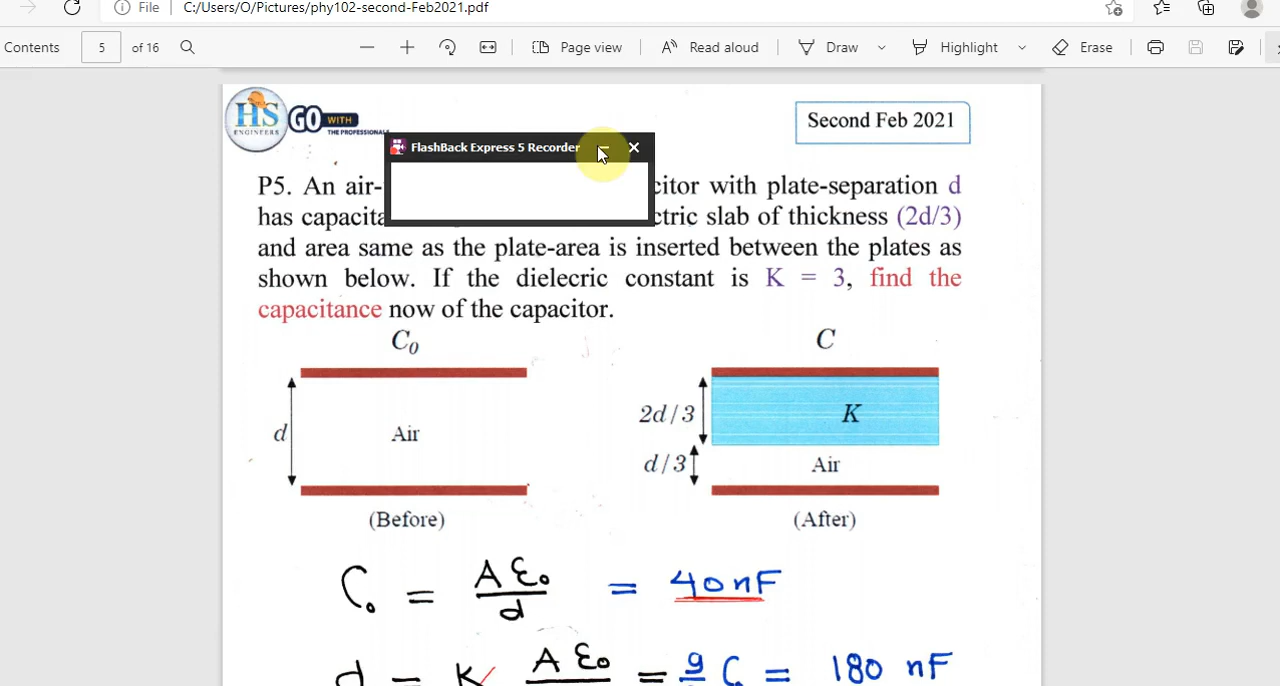 File C:/Users/O/Pictures/phy102-second-Feb2021.pdf
Contents 5 of 16 Page view Read aloud Draw Highlight Erase
HS ENGINEERS GO WITH THE PROFESSIONALS
Second Feb 2021
FlashBack Express 5 Recorder
P5. An air- citor with plate-separation d
has capacita ctric slab of thickness (2d/3)
and area same as the plate-area is inserted between the plates as
shown below. If the dielecric constant is K = 3, find the
capacitance now of the capacitor.
C0 C
2d/3 K
d Air
d/3 Air
(Before) (After)
C₀ = Aε₀/d = 40 nF
d = K Aε₀ = 9 C = 180 nF